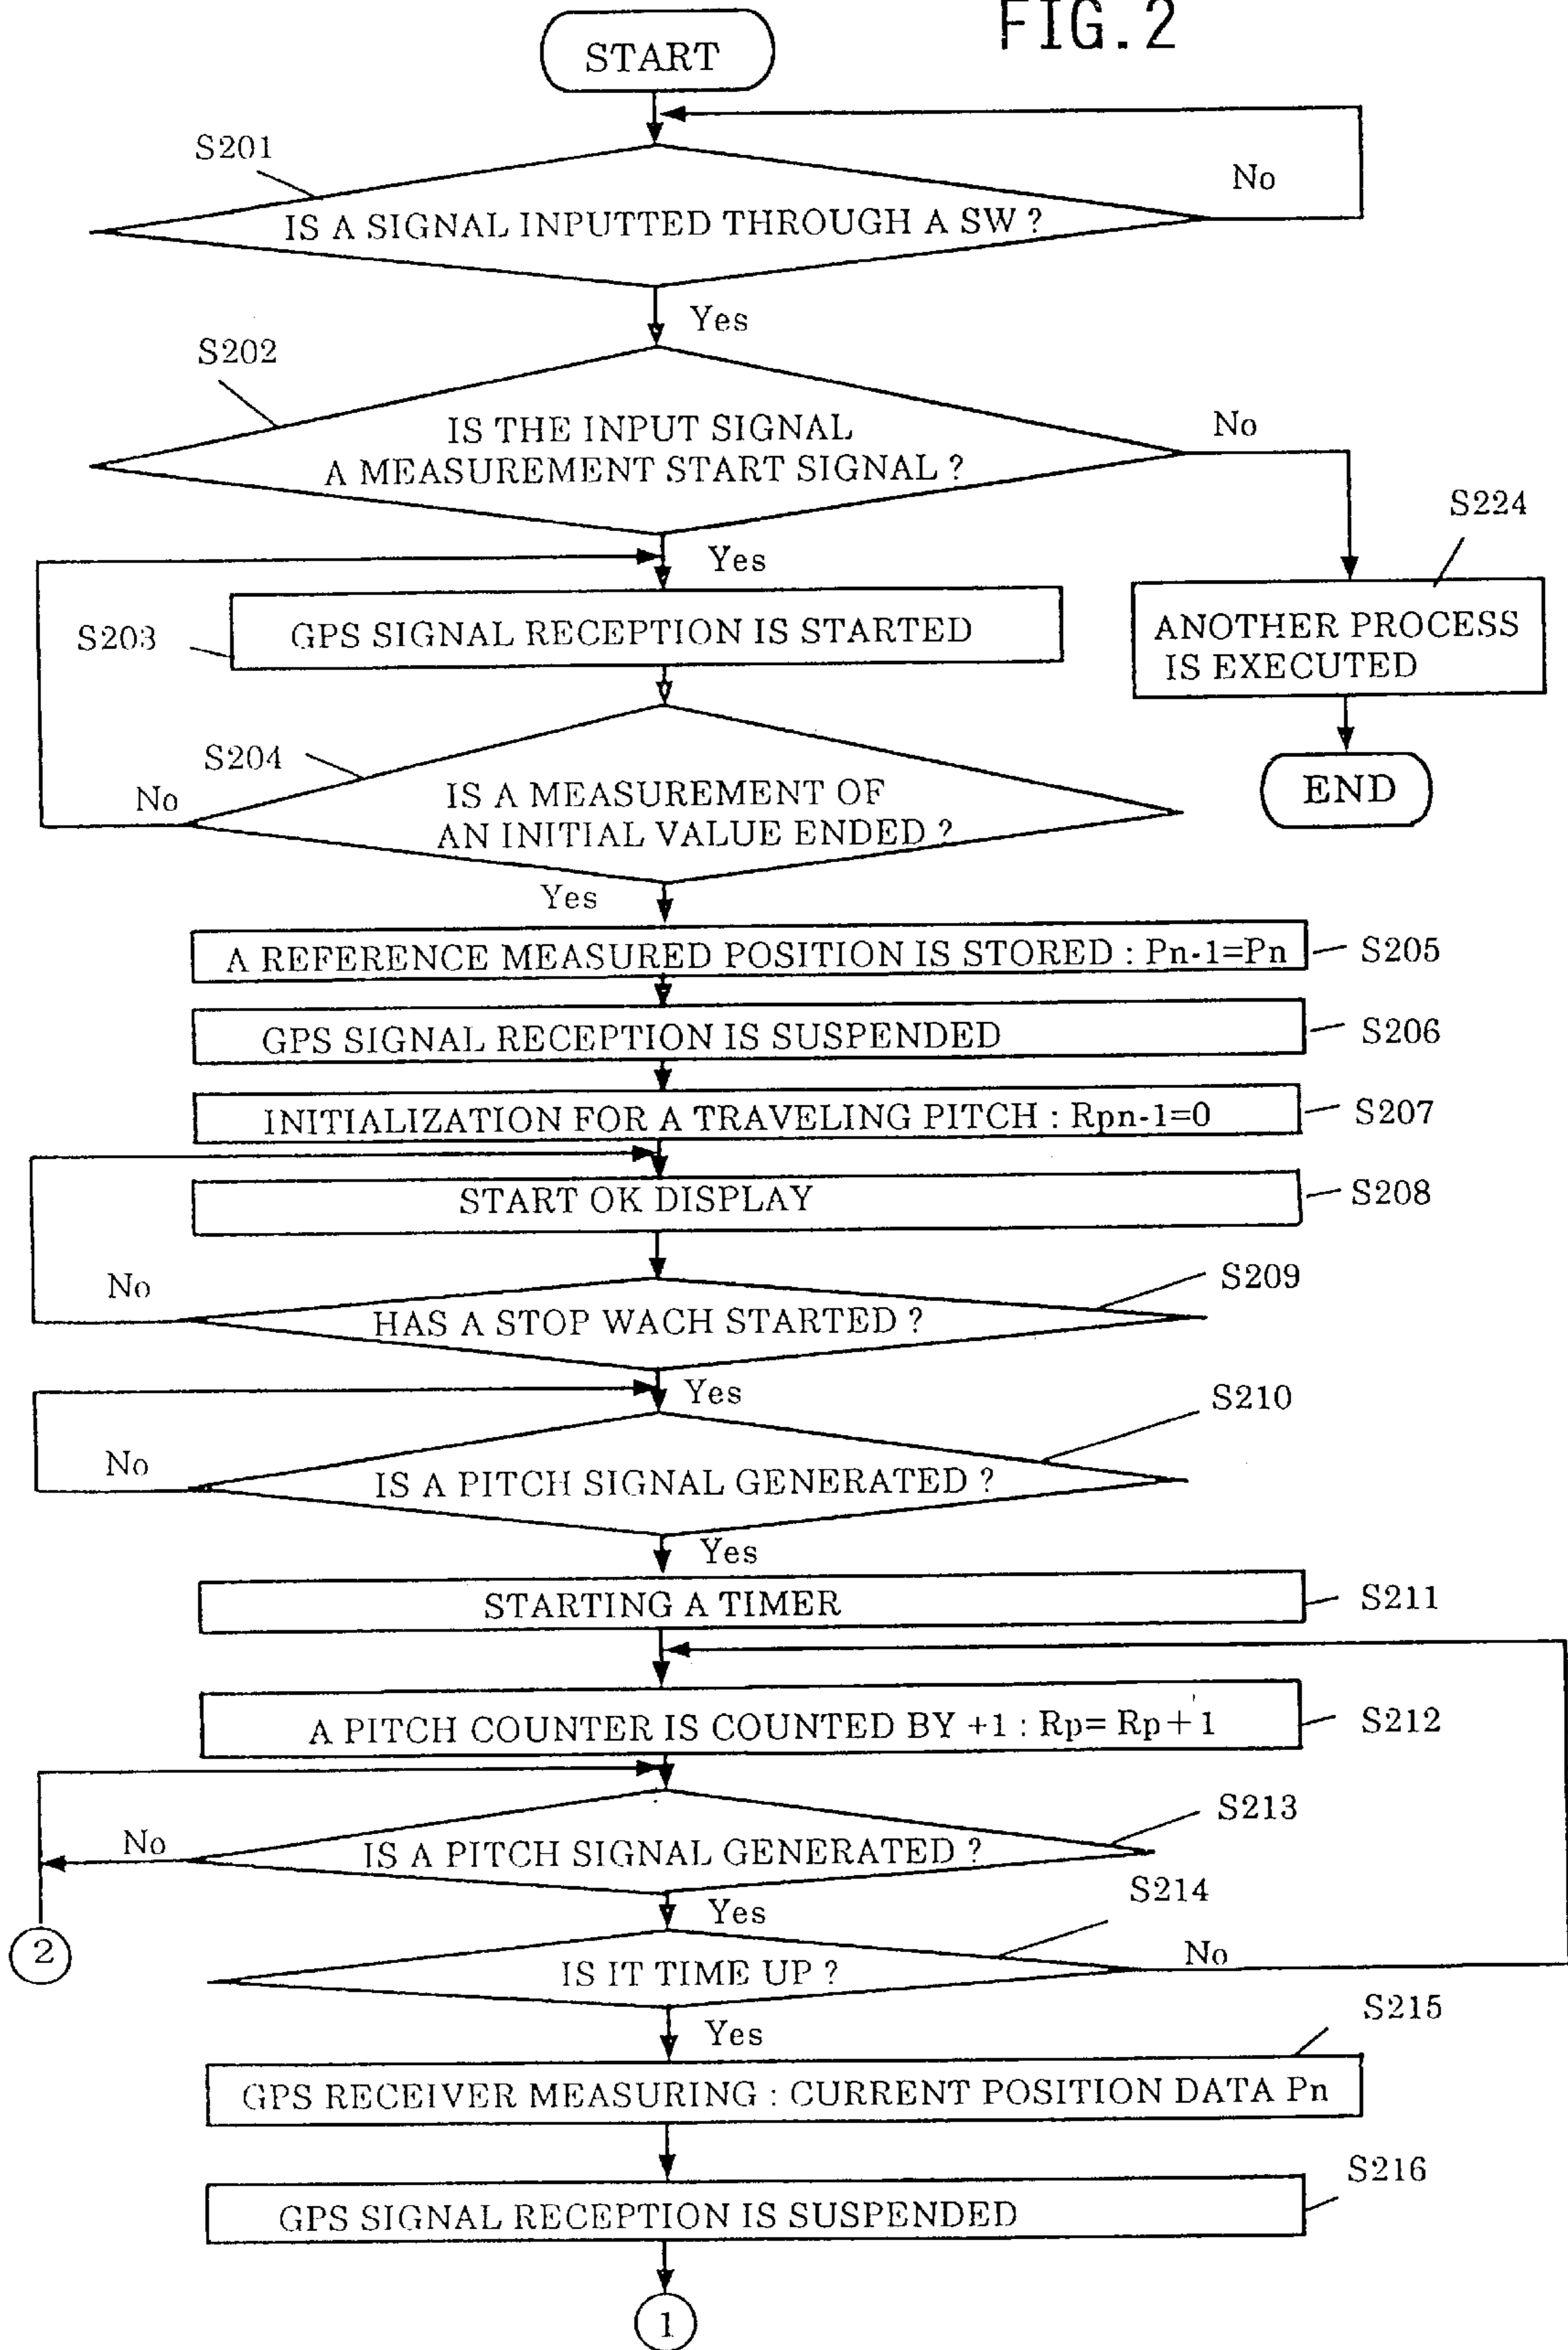 FIG.2
START
S201
No
IS A SIGNAL INPUTTED THROUGH A SW ?
Yes
S202
IS THE INPUT SIGNAL
A MEASUREMENT START SIGNAL ?
No
S224
Yes
S203
GPS SIGNAL RECEPTION IS STARTED
ANOTHER PROCESS
IS EXECUTED
S204
No
IS A MEASUREMENT OF
AN INITIAL VALUE ENDED ?
END
Yes
A REFERENCE MEASURED POSITION IS STORED : Pn-1=Pn
S205
GPS SIGNAL RECEPTION IS SUSPENDED
S206
INITIALIZATION FOR A TRAVELING PITCH : Rpn-1=0
S207
START OK DISPLAY
S208
No
S209
HAS A STOP WACH STARTED ?
Yes
S210
No
IS A PITCH SIGNAL GENERATED ?
Yes
STARTING A TIMER
S211
A PITCH COUNTER IS COUNTED BY +1 : Rp= Rp+1
S212
S213
No
IS A PITCH SIGNAL GENERATED ?
S214
Yes
2
No
IS IT TIME UP ?
S215
Yes
GPS RECEIVER MEASURING : CURRENT POSITION DATA Pn
S216
GPS SIGNAL RECEPTION IS SUSPENDED
1